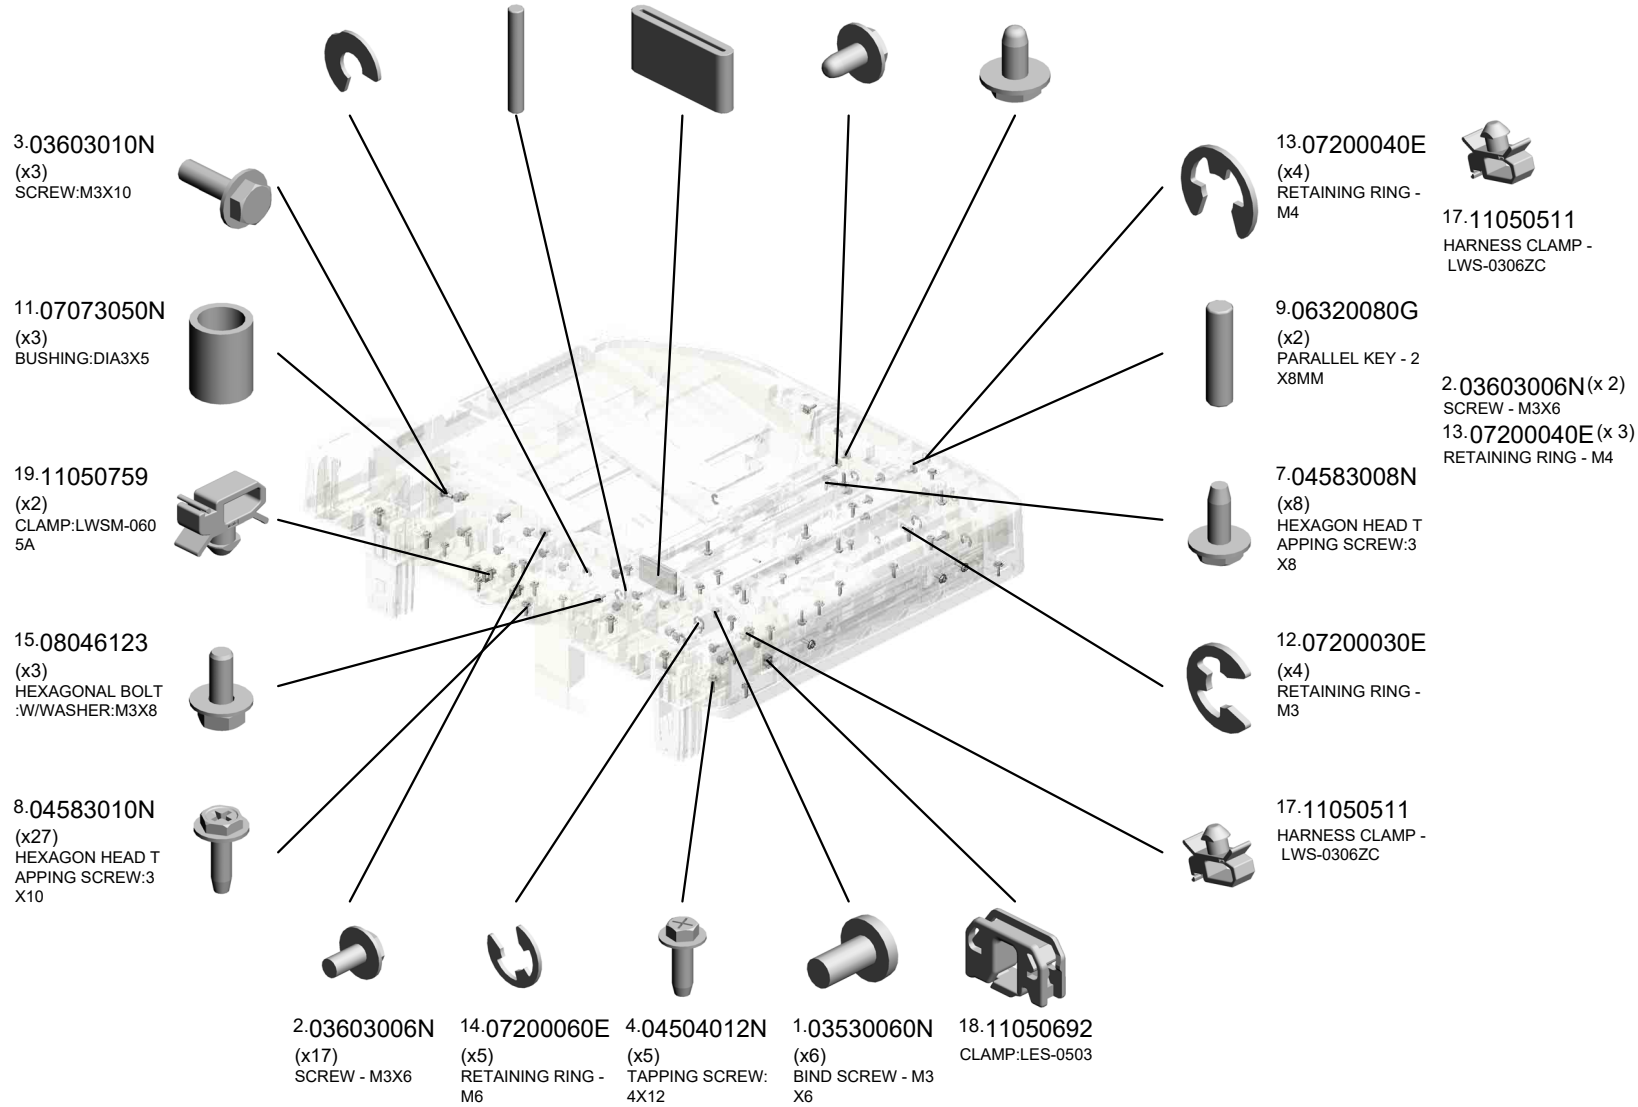 3.03603010N
(x3)
SCREW:M3X10
11.07073050N
(x3)
BUSHING:DIA3X5
19.11050759
(x2)
CLAMP:LWSM-060
5A
15.08046123
(x3)
HEXAGONAL BOLT
:W/WASHER:M3X8
8.04583010N
(x27)
HEXAGON HEAD T
APPING SCREW:3
X10
2.03603006N
(x17)
SCREW - M3X6
14.07200060E
(x5)
RETAINING RING -
M6
4.04504012N
(x5)
TAPPING SCREW:
4X12
1.03530060N
(x6)
BIND SCREW - M3
X6
18.11050692
CLAMP:LES-0503
13.07200040E
(x4)
RETAINING RING -
M4
9.06320080G
(x2)
PARALLEL KEY - 2
X8MM
7.04583008N
(x8)
HEXAGON HEAD T
APPING SCREW:3
X8
12.07200030E
(x4)
RETAINING RING -
M3
17.11050511
HARNESS CLAMP -
LWS-0306ZC
17.11050511
HARNESS CLAMP -
LWS-0306ZC
2.03603006N(x 2)
SCREW - M3X6
13.07200040E(x 3)
RETAINING RING - M4